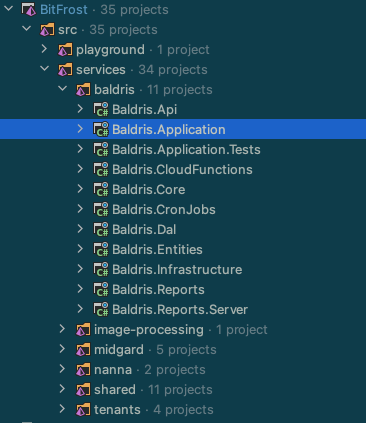 BitFrost · 35 projects
src · 35 projects
playground · 1 project
services · 34 projects
baldris · 11 projects
C# Baldris.Api
C# Baldris.Application
C# Baldris.Application.Tests
C# Baldris.CloudFunctions
C# Baldris.Core
C# Baldris.CronJobs
C# Baldris.Dal
C# Baldris.Entities
C# Baldris.Infrastructure
C# Baldris.Reports
C# Baldris.Reports.Server
image-processing · 1 project
midgard · 5 projects
nanna · 2 projects
shared · 11 projects
tenants · 4 projects